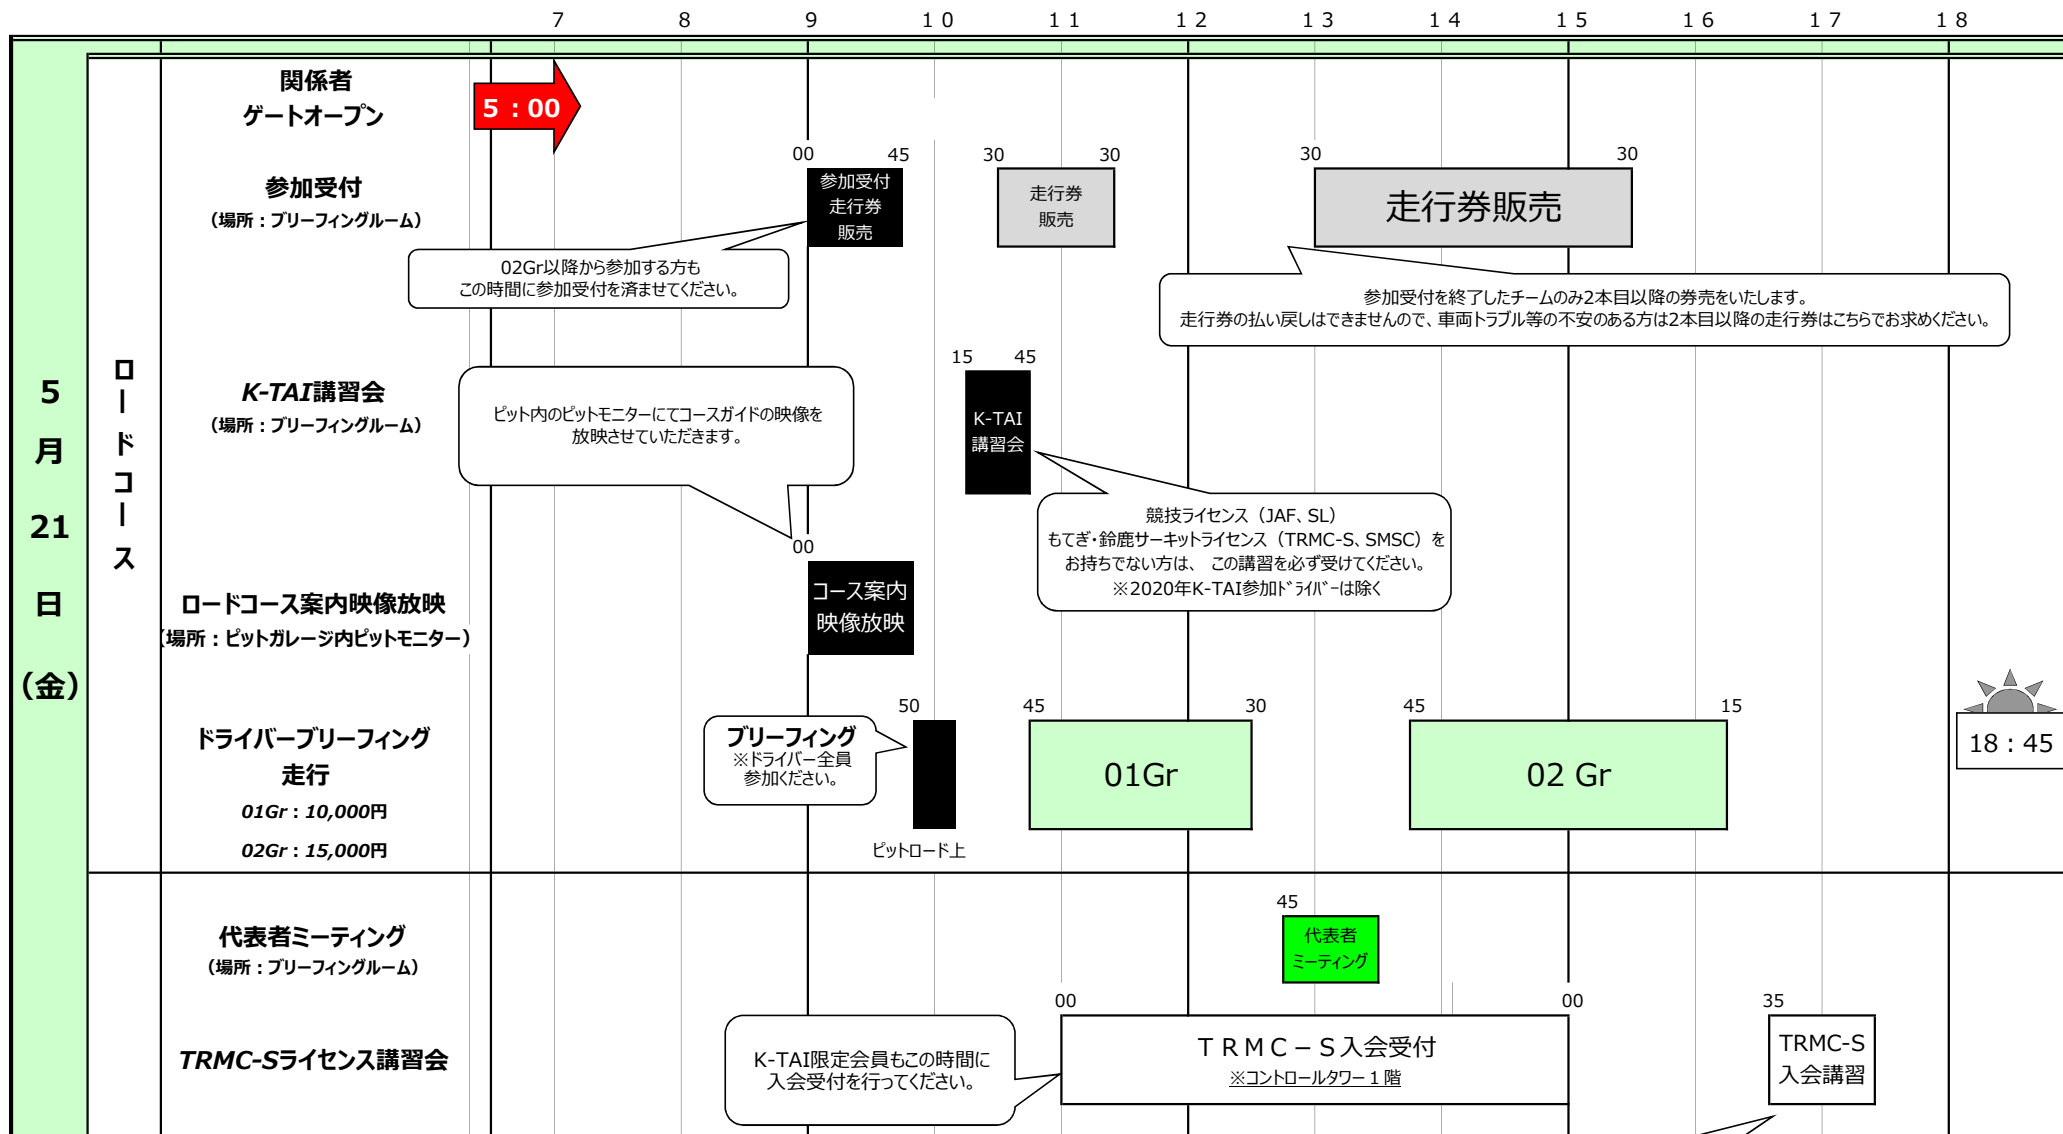 7 8 9 10 11 12 13 14 15 16 17 18
5
月
21
日
（金）
ロードコース
関係者
ゲートオープン
5：00
参加受付
（場所：ブリーフィングルーム）
00 45 30 30 30 30
参加受付
走行券
販売
走行券
販売
走行券販売
02Gr以降から参加する方も
この時間に参加受付を済ませてください。
参加受付を終了したチームのみ2本目以降の券売をいたします。
走行券の払い戻しはできませんので、車両トラブル等の不安のある方は2本目以降の走行券はこちらでお求めください。
K-TAI講習会
（場所：ブリーフィングルーム）
ピット内のピットモニターにてコースガイドの映像を
放映させていただきます。
15 45
K-TAI
講習会
競技ライセンス（JAF、SL）
もてぎ・鈴鹿サーキットライセンス（TRMC-S、SMSC）を
お持ちでない方は、 この講習を必ず受けてください。
※2020年K-TAI参加ﾄﾞﾗｲﾊﾞｰは除く
ロードコース案内映像放映
（場所：ピットガレージ内ピットモニター）
00
コース案内
映像放映
ドライバーブリーフィング
走行
01Gr：10,000円
02Gr：15,000円
ブリーフィング
※ドライバー全員
参加ください。
50
ピットロード上
45 30
01Gr
45 15
02 Gr
18：45
代表者ミーティング
（場所：ブリーフィングルーム）
45
代表者
ミーティング
TRMC-Sライセンス講習会
K-TAI限定会員もこの時間に
入会受付を行ってください。
00 00
ＴＲＭＣ－Ｓ入会受付
※コントロールタワー１階
35
TRMC-S
入会講習